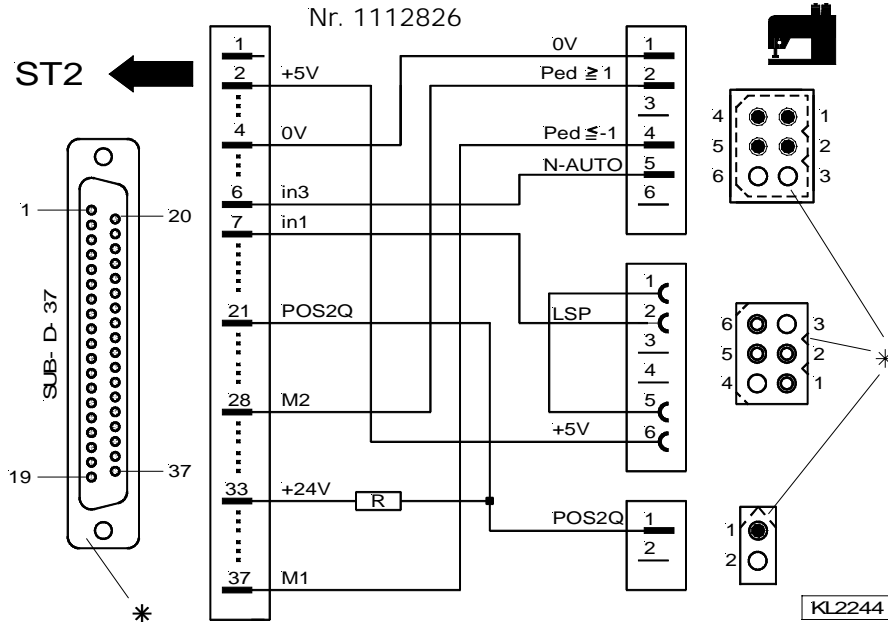 Nr. 1112826
ST2
1
2 +5V
4 0V
6 in3
7 in1
21 POS2Q
28 M2
33 +24V
R
37 M1
1 20
SUB-D-37
19 37
*
0V 1
Ped ≧ 1 2
3
Ped ≦-1 4
N-AUTO 5
6
1
LSP 2
3
4
5
+5V 6
POS2Q 1
2
4 1
5 2
6 3
6 3
5 2
4 1
*
1
2
KL2244